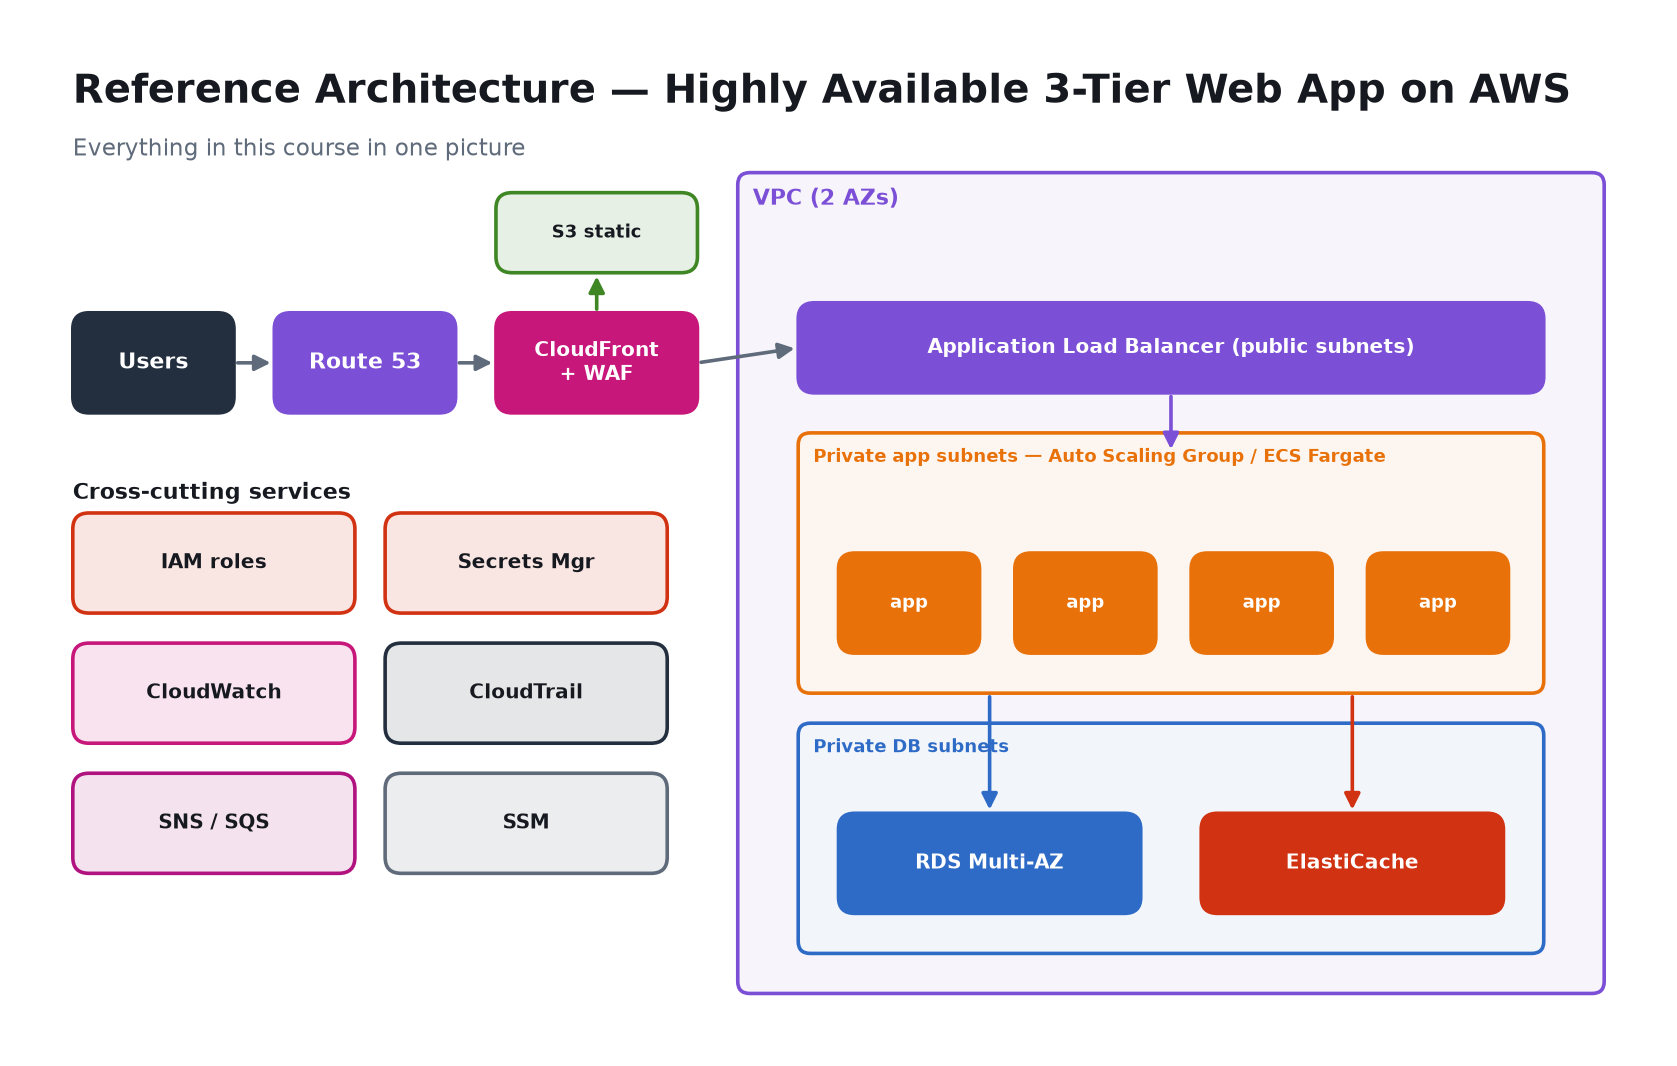 Reference Architecture — Highly Available 3-Tier Web App on AWS
Everything in this course in one picture
VPC (2 AZs)
S3 static
Users
Route 53
CloudFront
+ WAF
Application Load Balancer (public subnets)
Private app subnets — Auto Scaling Group / ECS Fargate
app
app
app
app
Private DB subnets
RDS Multi-AZ
ElastiCache
Cross-cutting services
IAM roles
Secrets Mgr
CloudWatch
CloudTrail
SNS / SQS
SSM